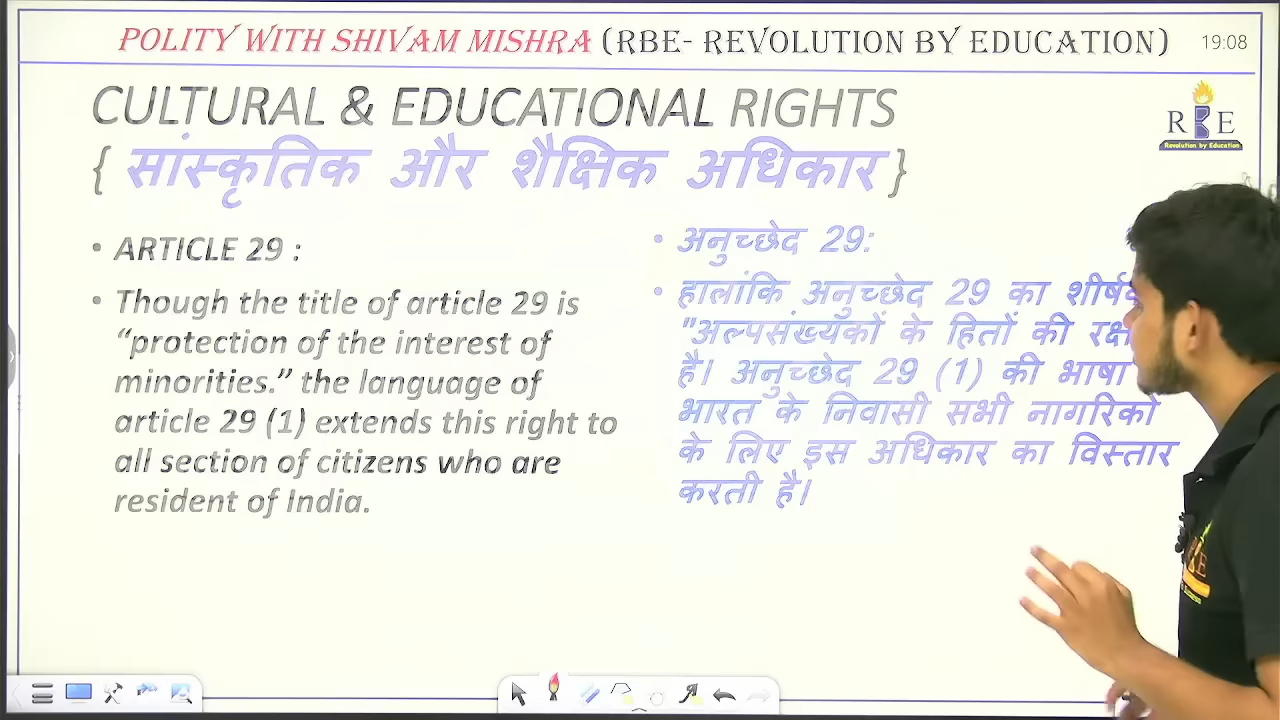 POLITY WITH SHIVAM MISHRA (RBE- REVOLUTION BY EDUCATION)
19:08
CULTURAL & EDUCATIONAL RIGHTS
{ सांस्कृतिक और शैक्षिक अधिकार }
R E
Revolution by Education
• ARTICLE 29 :
• Though the title of article 29 is
“protection of the interest of
minorities.” the language of
article 29 (1) extends this right to
all section of citizens who are
resident of India.
• अनुच्छेद 29:
• हालांकि अनुच्छेद 29 का
"अल्पसंख्यकों के हितों की
है। अनुच्छेद 29 (1) की भाषा
भारत के निवासी सभी नागरिकों
के लिए इस अधिकार का विस्तार
करती है।